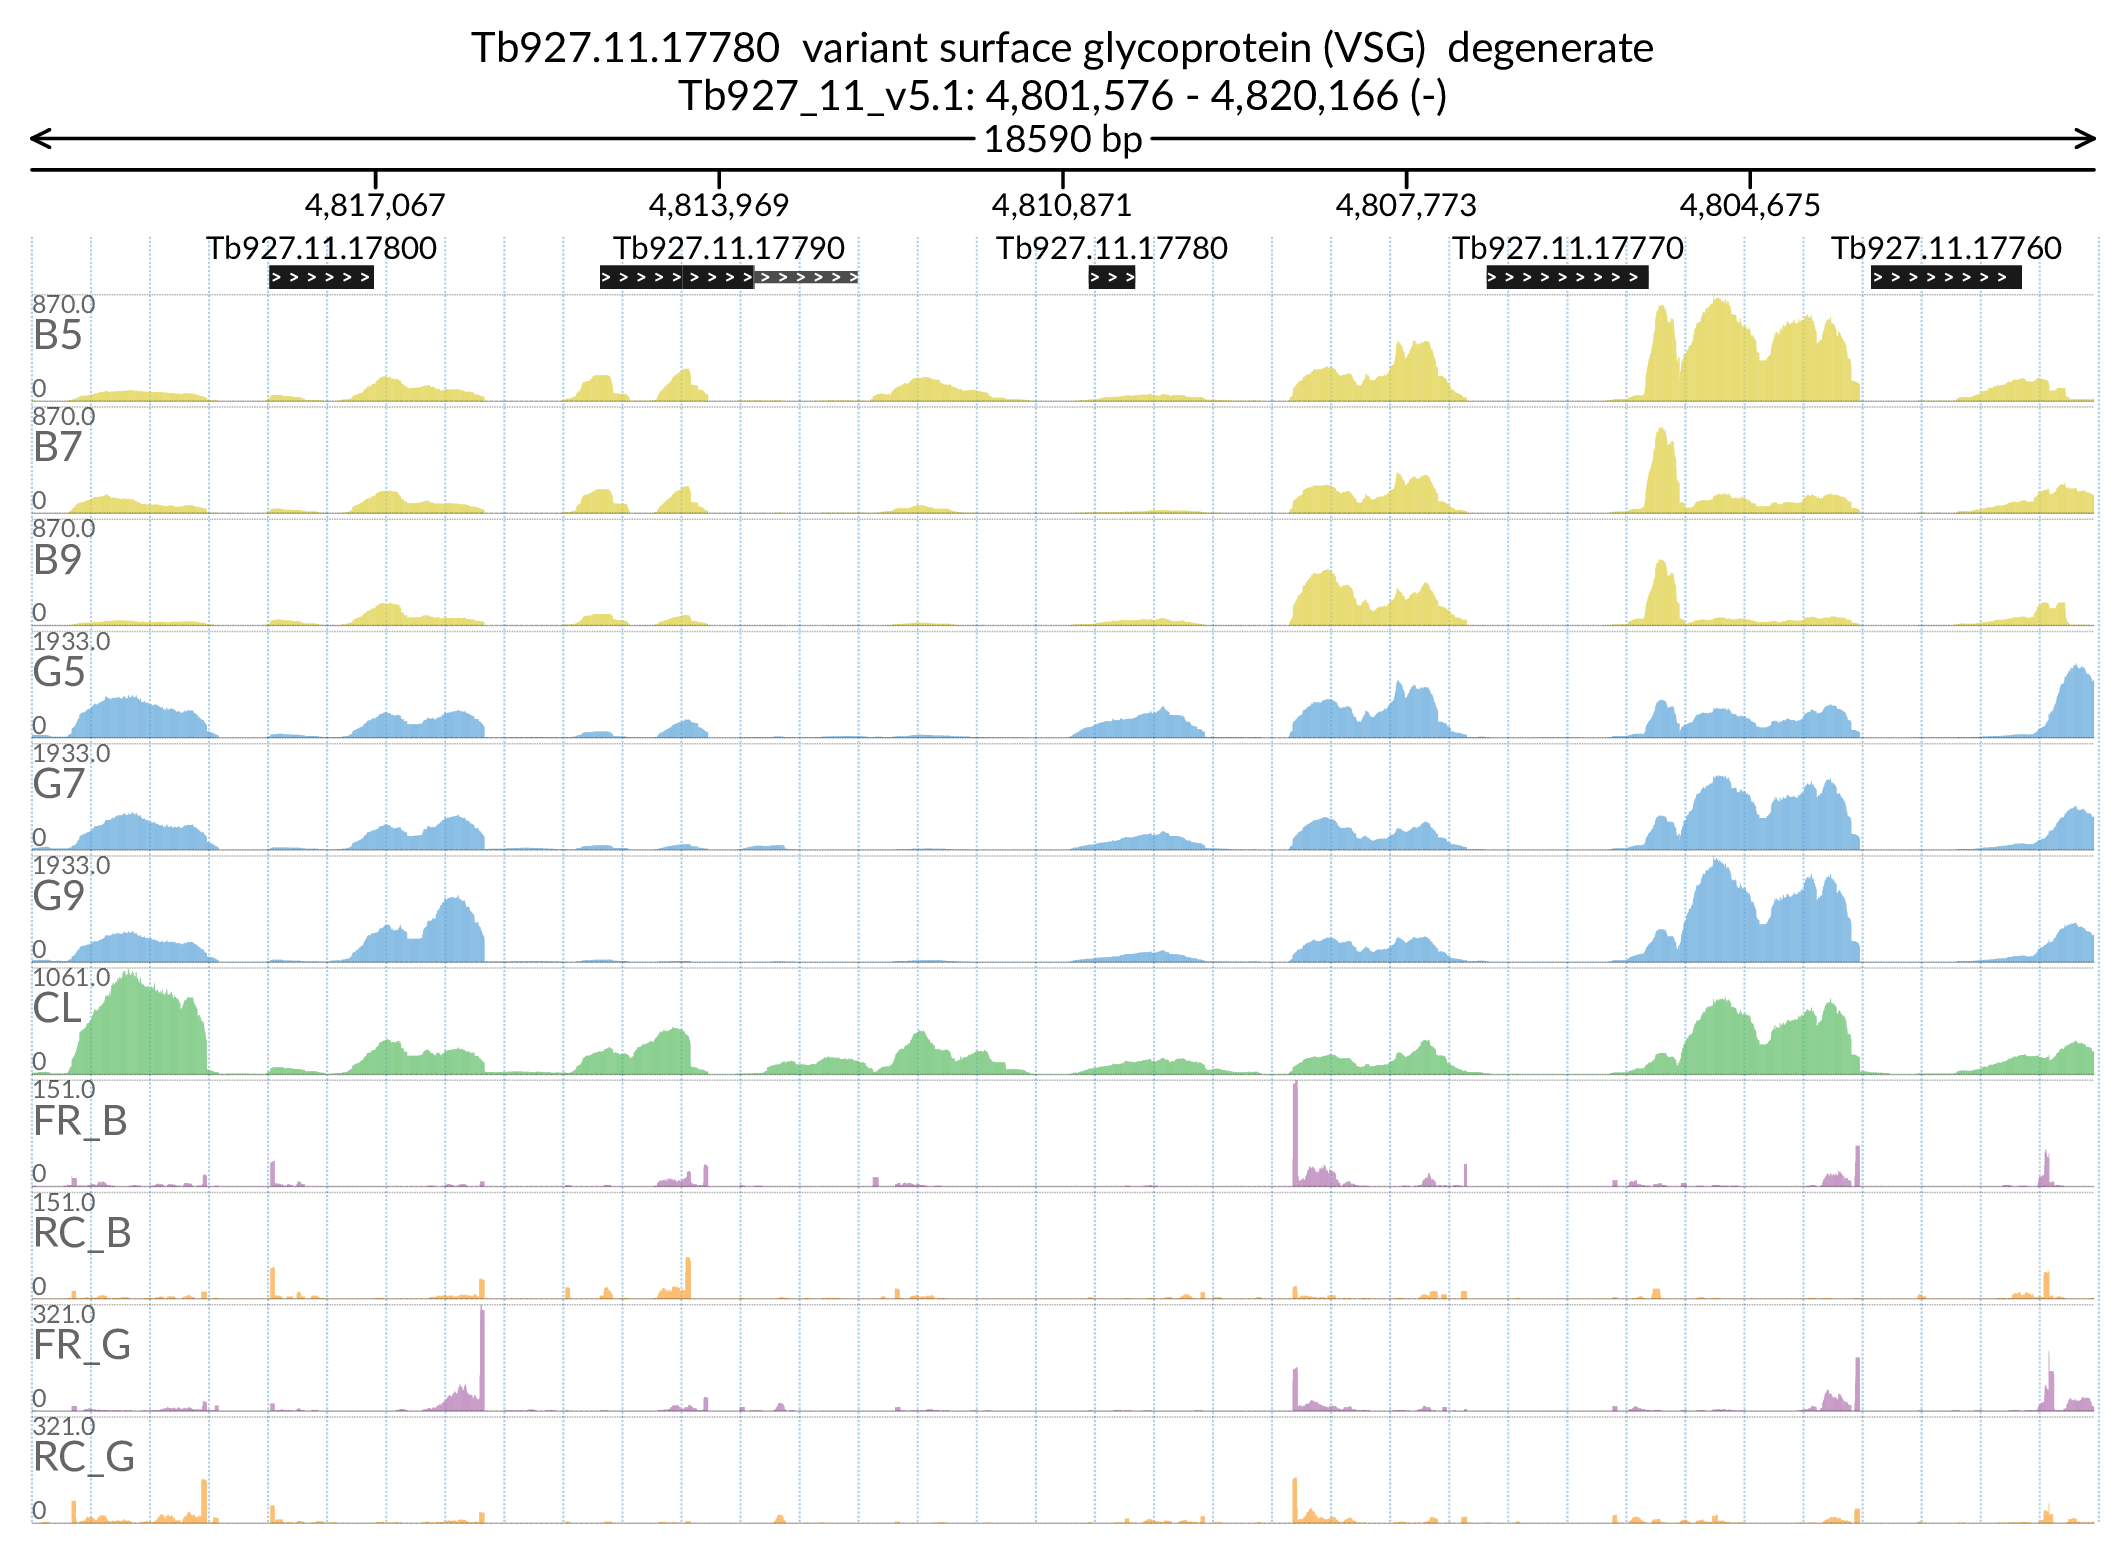 Tb927.11.17780 variant surface glycoprotein (VSG) degenerate
Tb927_11_v5.1: 4,801,576 - 4,820,166 (-)
18590 bp
4,817,067 4,813,969 4,810,871 4,807,773 4,804,675
Tb927.11.17800 Tb927.11.17790 Tb927.11.17780 Tb927.11.17770 Tb927.11.17760
870.0
B5
0
870.0
B7
0
870.0
B9
0
1933.0
G5
0
1933.0
G7
0
1933.0
G9
0
1061.0
CL
0
151.0
FR_B
0
151.0
RC_B
0
321.0
FR_G
0
321.0
RC_G
0